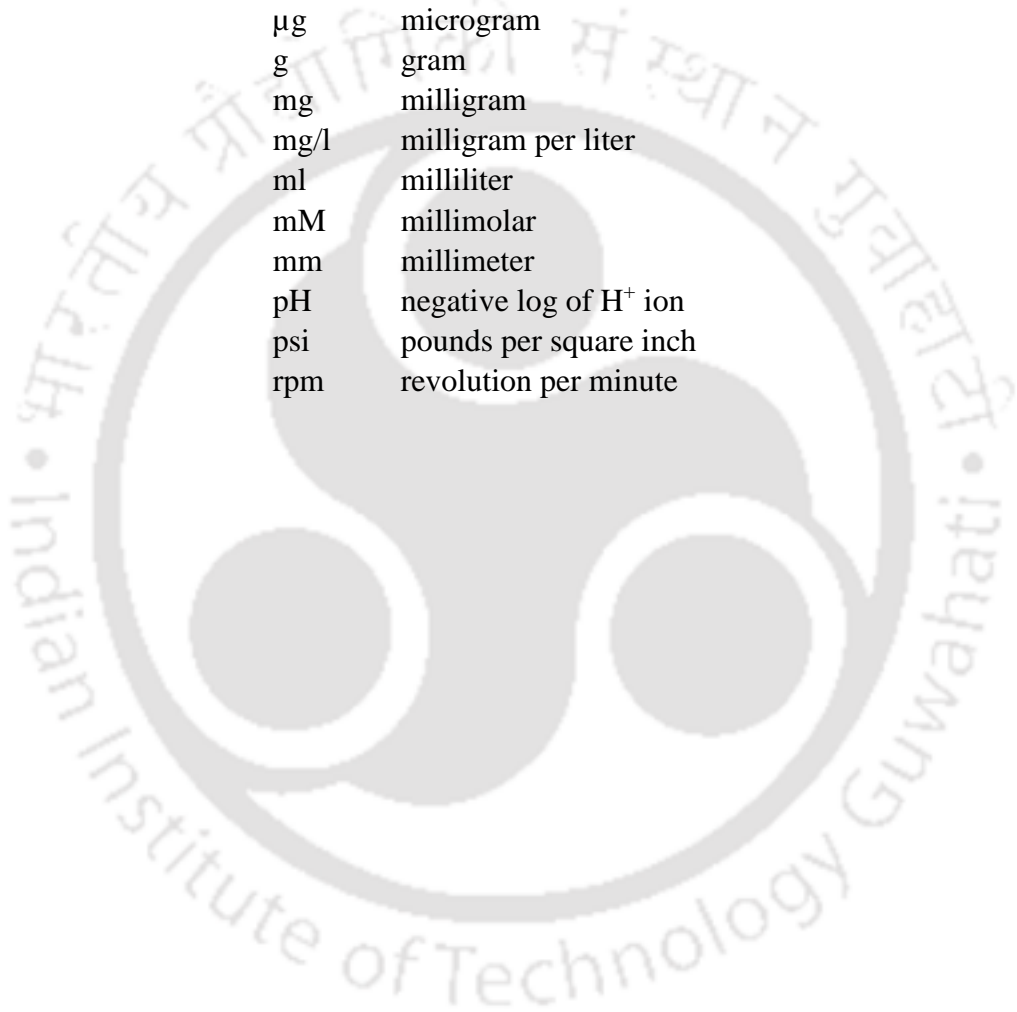 µg microgram
g gram
mg milligram
mg/l milligram per liter
ml milliliter
mM millimolar
mm millimeter
pH negative log of H⁺ ion
psi pounds per square inch
rpm revolution per minute
भारतीय प्रौद्योगिकी संस्थान गुवाहाटी
• Indian Institute of Technology Guwahati •